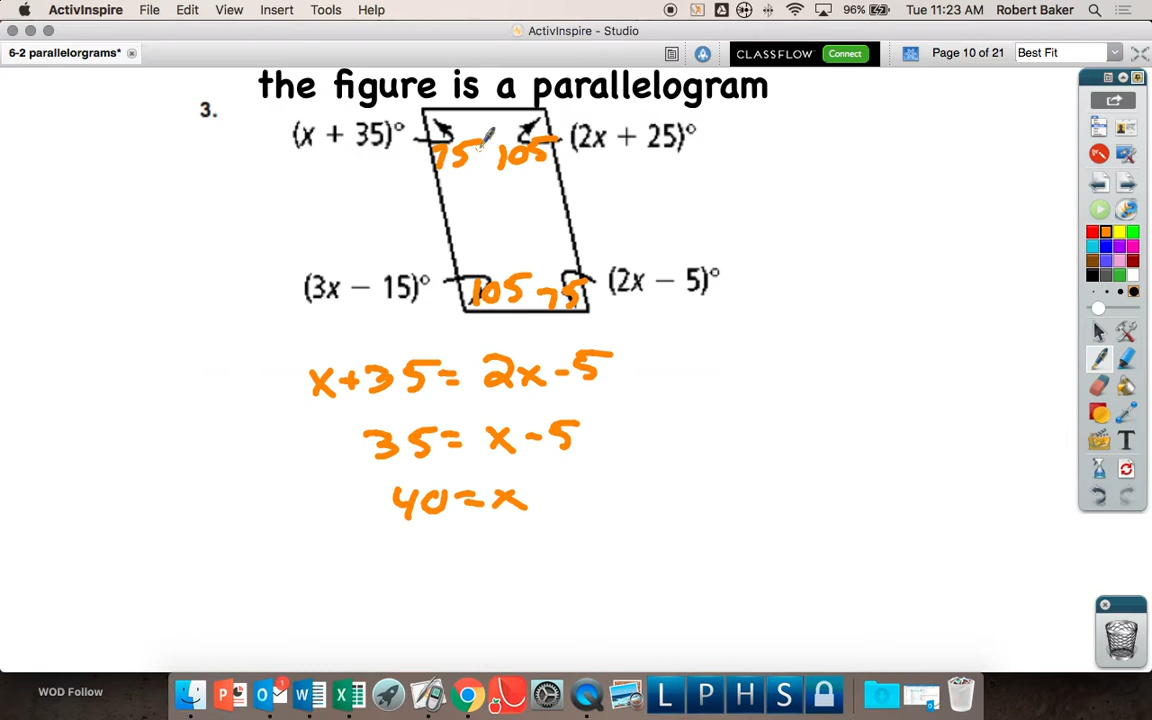 ActivInspire File Edit View Insert Tools Help 96% Tue 11:23 AM Robert Baker
ActivInspire - Studio
6-2 parallelorgrams* CLASSFLOW Connect Page 10 of 21 Best Fit
the figure is a parallelogram
3.
(x + 35)° (2x + 25)°
75 105
(3x − 15)° (2x − 5)°
105 75
x+35= 2x-5
35= x-5
40=x
T
WOD Follow
P W X L P H S